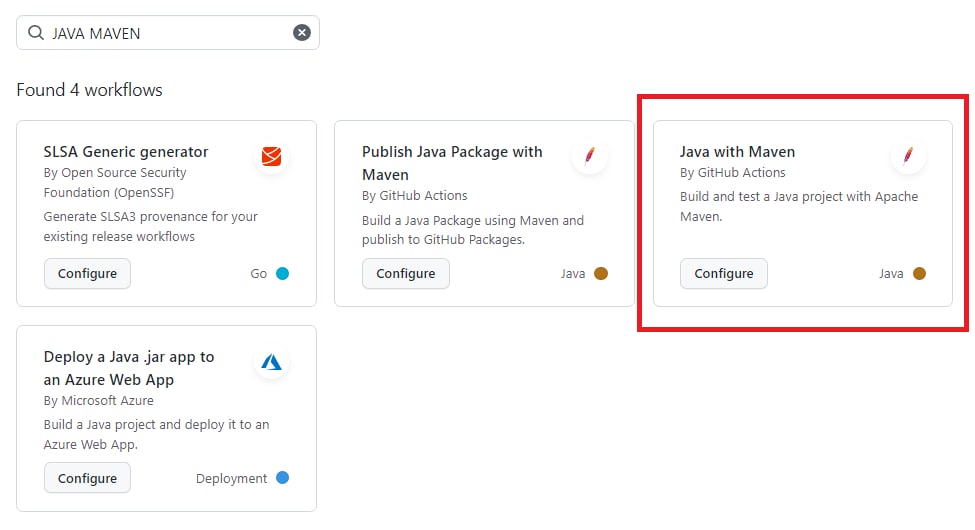 JAVA MAVEN
Found 4 workflows
SLSA Generic generator
By Open Source Security
Foundation (OpenSSF)
Generate SLSA3 provenance for your
existing release workflows
Configure
Go
Publish Java Package with
Maven
By GitHub Actions
Build a Java Package using Maven and
publish to GitHub Packages.
Configure
Java
Java with Maven
By GitHub Actions
Build and test a Java project with Apache
Maven.
Configure
Java
Deploy a Java .jar app to
an Azure Web App
By Microsoft Azure
Build a Java project and deploy it to an
Azure Web App.
Configure
Deployment